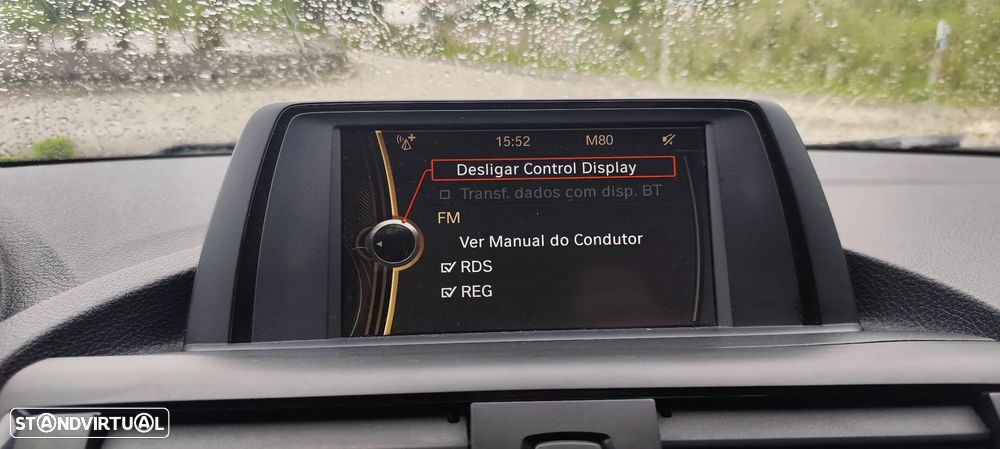 15:52 M80
Desligar Control Display
Transf. dados com disp. BT
FM
Ver Manual do Condutor
RDS
REG
STANDVIRTUAL